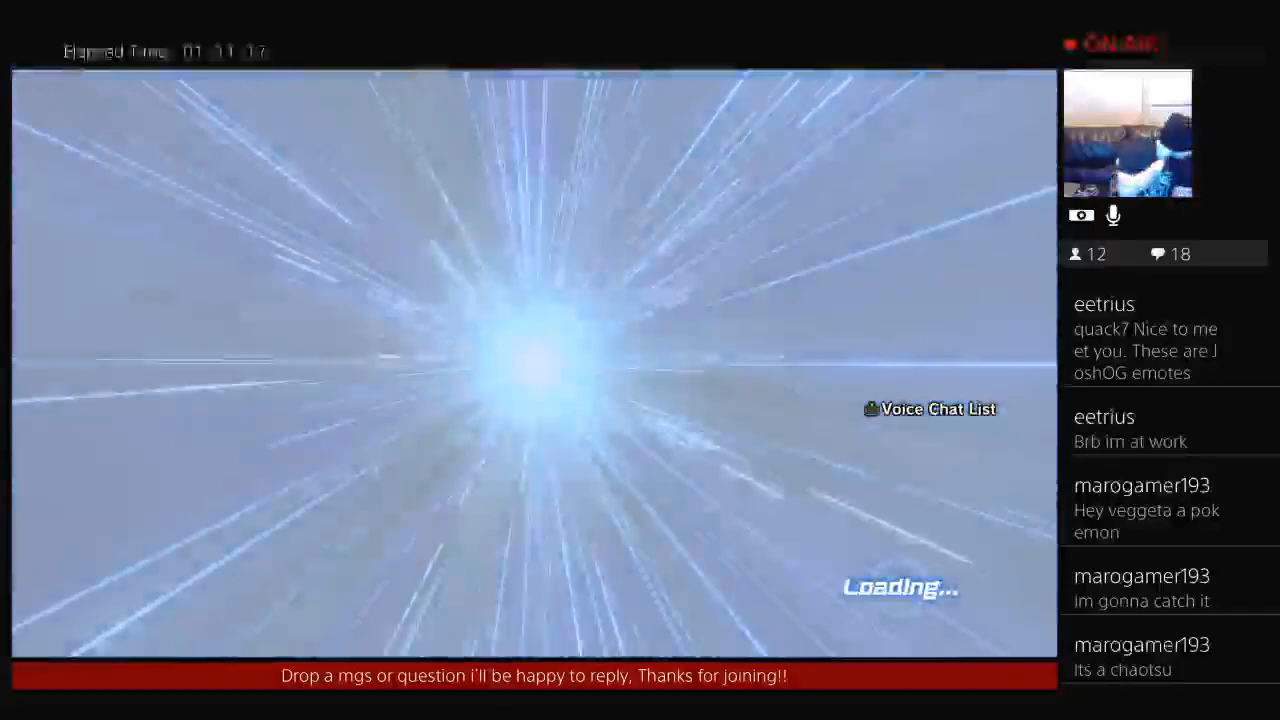 Elapsed Time 01 11 17
ON AIR
12 18
eetrius
quack7 Nice to me
et you. These are J
oshOG emotes
eetrius
Brb im at work
marogamer193
Hey veggeta a pok
emon
marogamer193
Im gonna catch it
marogamer193
Its a chaotsu
Voice Chat List
Loading...
Drop a mgs or question i'll be happy to reply, Thanks for joining!!